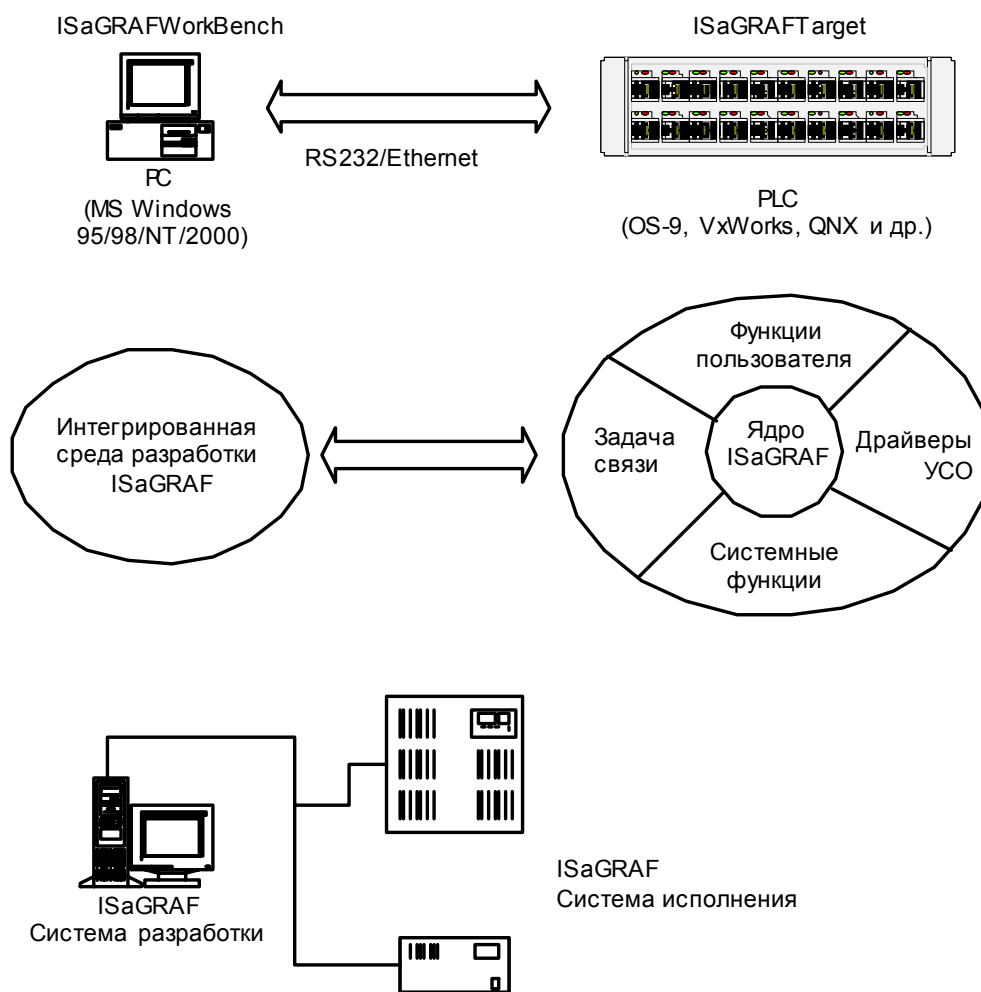 ISaGRAFWorkBench
ISaGRAFTarget
RS232/Ethernet
PC
(MS Windows
95/98/NT/2000)
PLC
(OS-9, VxWorks, QNX и др.)
Интегрированная
среда разработки
ISaGRAF
Функции
пользователя
Задача
связи
Ядро
ISaGRAF
Драйверы
УСО
Системные
функции
ISaGRAF
Система разработки
ISaGRAF
Система исполнения